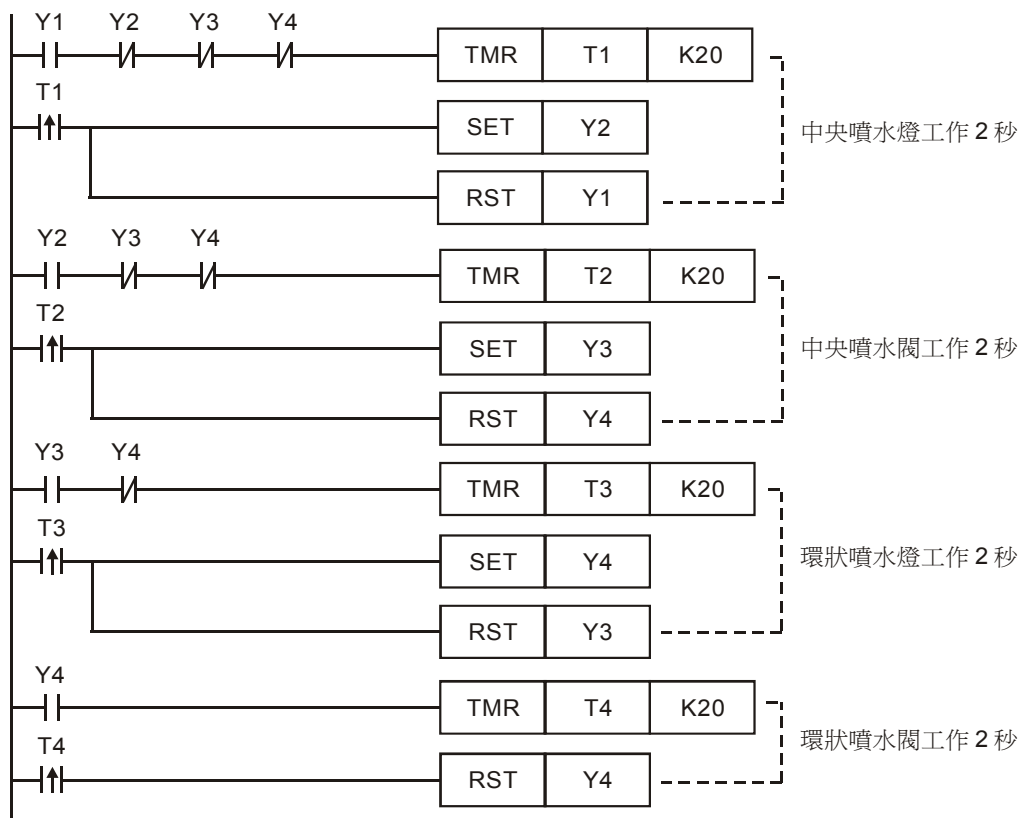 Y1 Y2 Y3 Y4
TMR T1 K20
T1
SET Y2
中央噴水燈工作 2 秒
RST Y1
Y2 Y3 Y4
TMR T2 K20
T2
SET Y3
中央噴水閥工作 2 秒
RST Y4
Y3 Y4
TMR T3 K20
T3
SET Y4
環狀噴水燈工作 2 秒
RST Y3
Y4
TMR T4 K20
環狀噴水閥工作 2 秒
T4
RST Y4